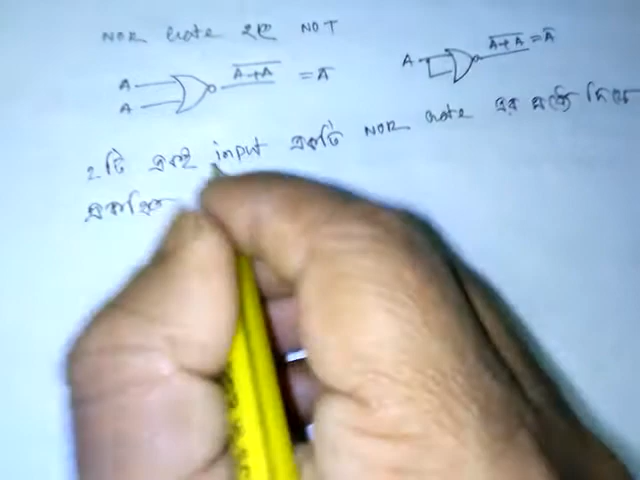 NOR Gate হতে NOT
A
A
A+A = A̅
A
A+A = A̅
২টি একই input একটি NOR Gate এর মধ্যে দিলে